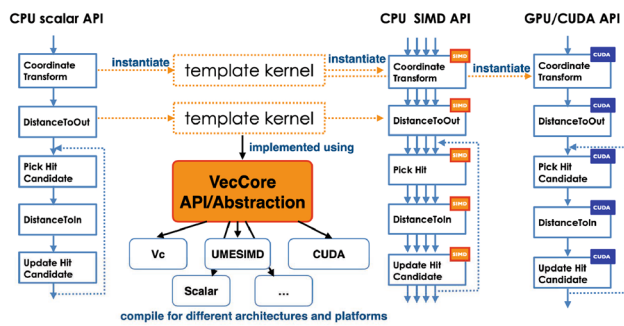 CPU scalar API
CPU SIMD API
GPU/CUDA API
Coordinate
Transform
instantiate
template kernel
instantiate
SIMD
Coordinate
Transform
instantiate
CUDA
Coordinate
Transform
DistanceToOut
template kernel
SIMD
DistanceToOut
CUDA
DistanceToOut
implemented using
Pick Hit
Candidate
VecCore
API/Abstraction
SIMD
Pick Hit
CUDA
Pick Hit
Candidate
DistanceToIn
SIMD
DistanceToIn
CUDA
DistanceToIn
Vc
UMESIMD
CUDA
Update Hit
Candidate
SIMD
Update Hit
Candidate
CUDA
Update Hit
Candidate
Scalar
...
compile for different architectures and platforms